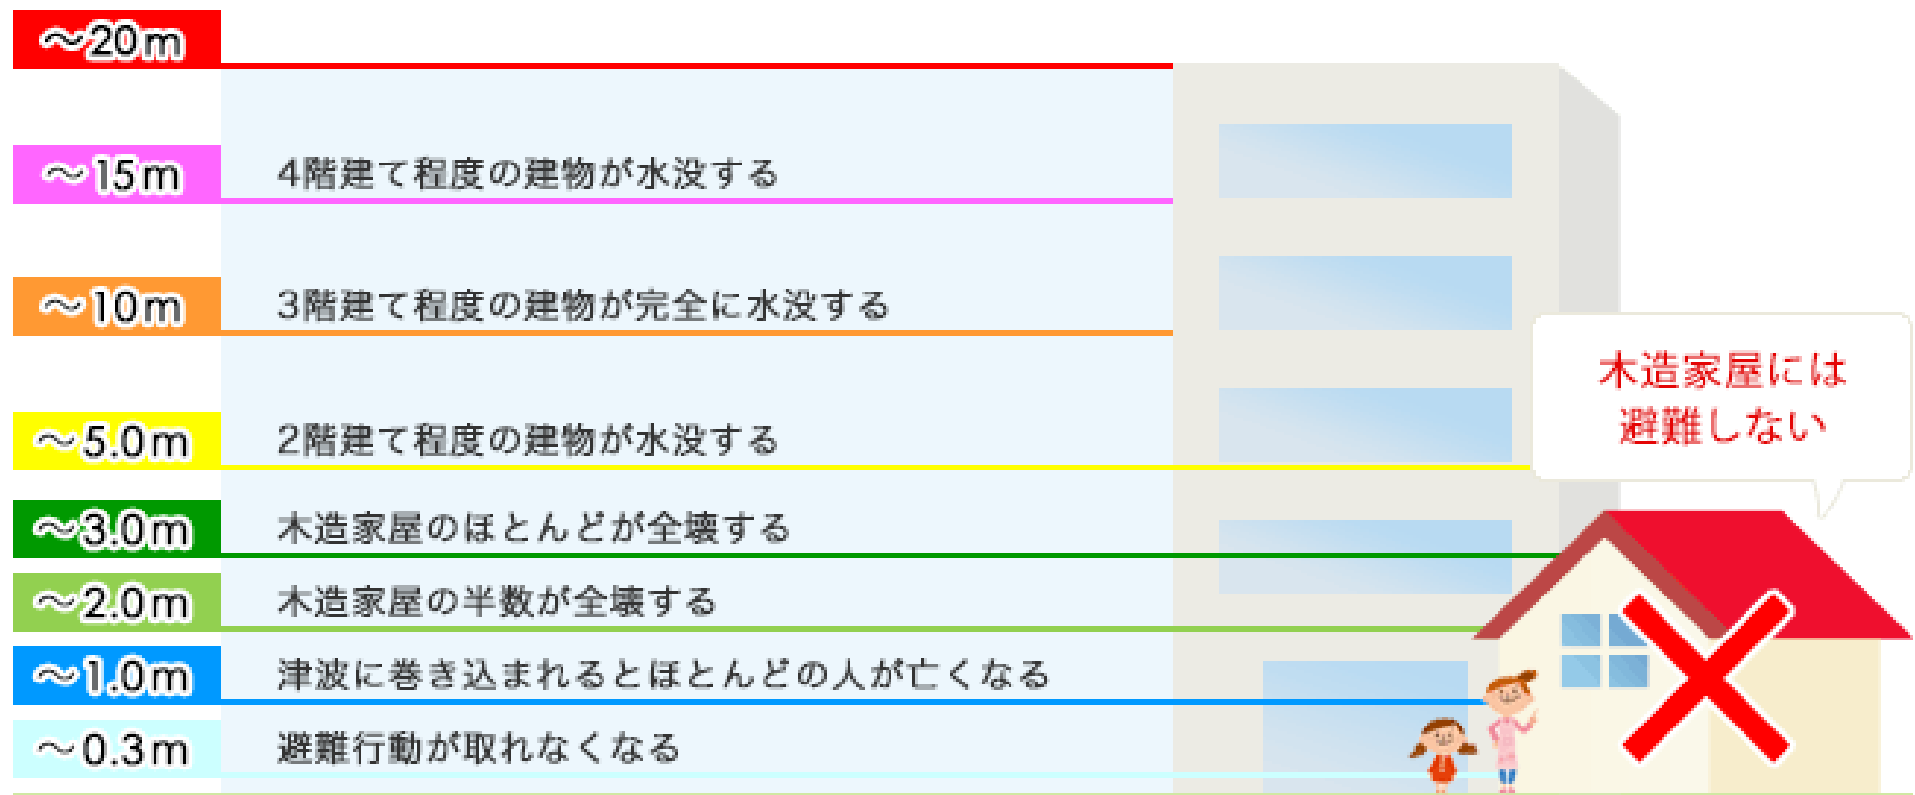 ～20m
～15m 4階建て程度の建物が水没する
～10m 3階建て程度の建物が完全に水没する
～5.0m 2階建て程度の建物が水没する
～3.0m 木造家屋のほとんどが全壊する
～2.0m 木造家屋の半数が全壊する
～1.0m 津波に巻き込まれるとほとんどの人が亡くなる
～0.3m 避難行動が取れなくなる
木造家屋には
避難しない